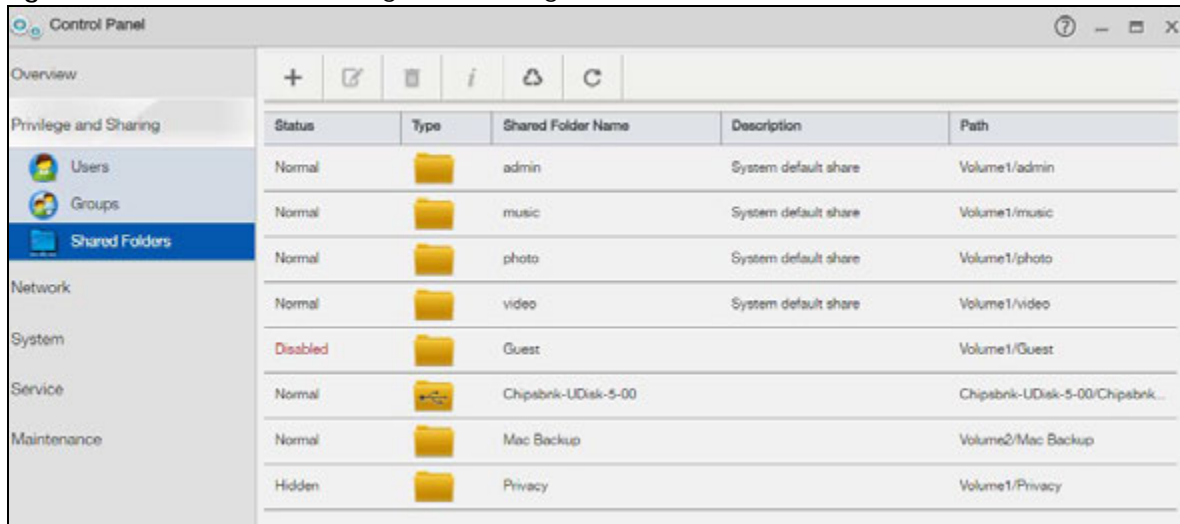 Control Panel
Overview
Privilege and Sharing
Users
Groups
Shared Folders
Network
System
Service
Maintenance
Status Type Shared Folder Name Description Path
Normal admin System default share Volume1/admin
Normal music System default share Volume1/music
Normal photo System default share Volume1/photo
Normal video System default share Volume1/video
Disabled Guest Volume1/Guest
Normal Chipsbnk-UDisk-5-00 Chipsbnk-UDisk-5-00/Chipsbnk...
Normal Mac Backup Volume2/Mac Backup
Hidden Privacy Volume1/Privacy